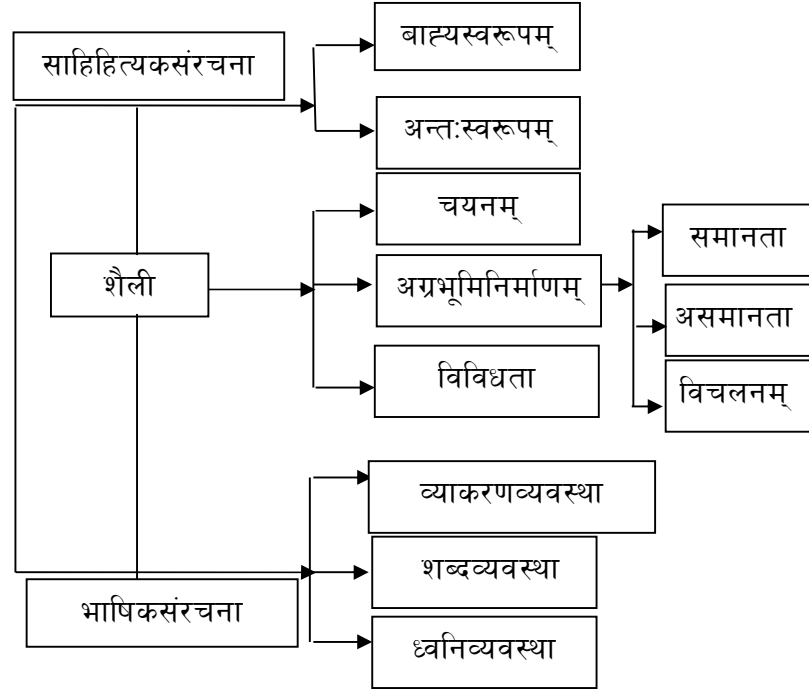 साहिहित्यकसंरचना
बाह्यस्वरूपम्
अन्तःस्वरूपम्
शैली
चयनम्
अग्रभूमिनिर्माणम्
विविधता
समानता
असमानता
विचलनम्
भाषिकसंरचना
व्याकरणव्यवस्था
शब्दव्यवस्था
ध्वनिव्यवस्था